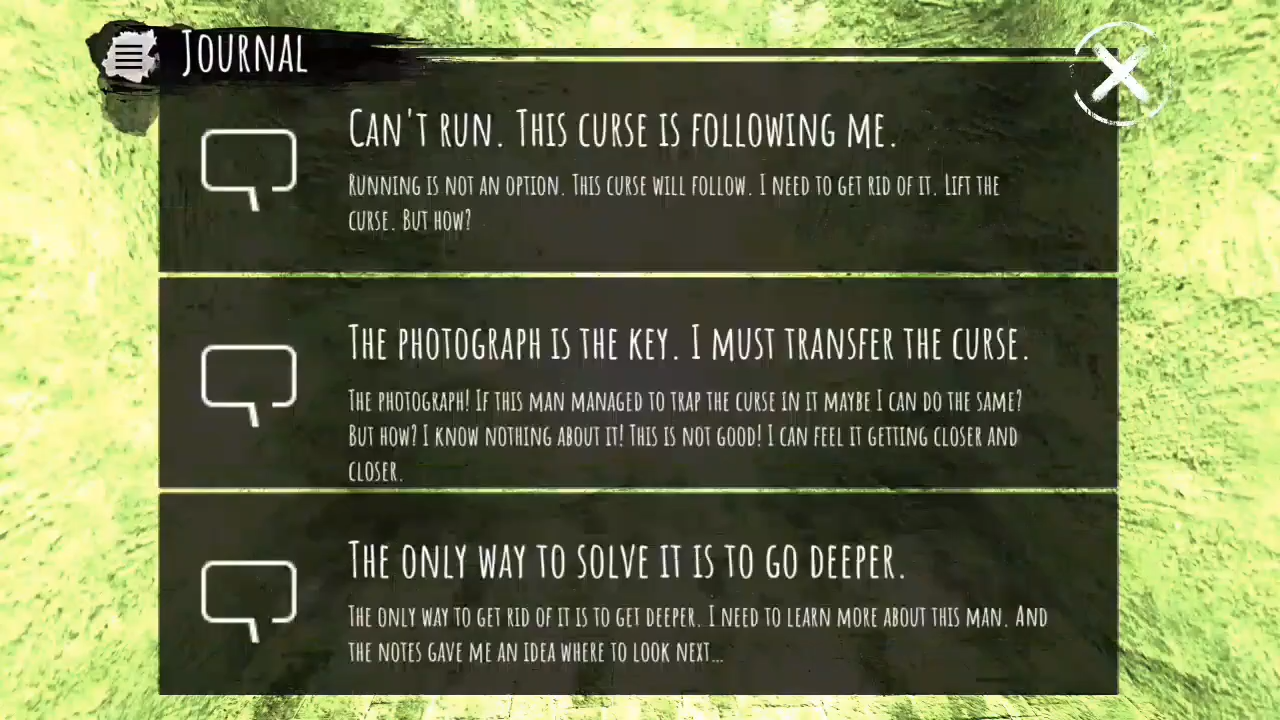 Journal
Can't run. This curse is following me.
Running is not an option. This curse will follow. I need to get rid of it. Lift the
curse. But how?
The photograph is the key. I must transfer the curse.
The photograph! If this man managed to trap the curse in it maybe I can do the same?
But how? I know nothing about it! This is not good! I can feel it getting closer and
closer.
The only way to solve it is to go deeper.
The only way to get rid of it is to get deeper. I need to learn more about this man. And
the notes gave me an idea where to look next...